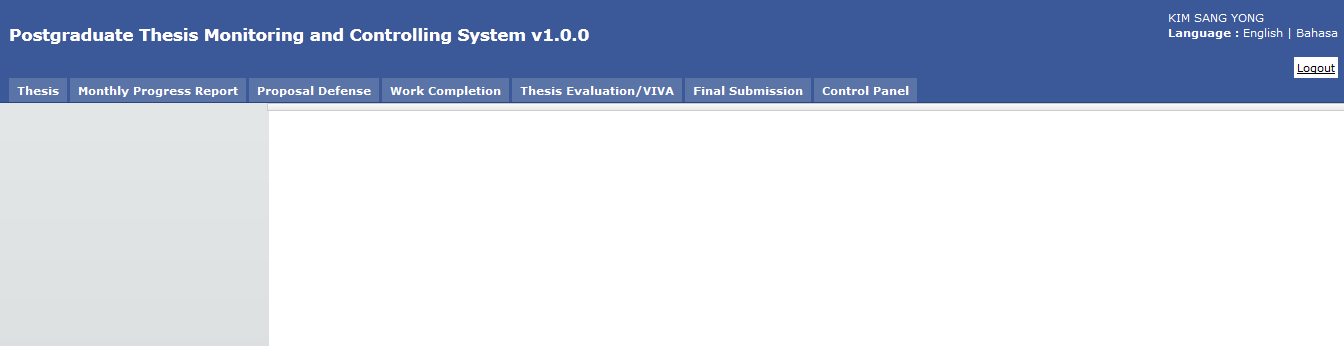 KIM SANG YONG
Postgraduate Thesis Monitoring and Controlling System v1.0.0
Language : English | Bahasa
Logout
Thesis Monthly Progress Report Proposal Defense Work Completion Thesis Evaluation/VIVA Final Submission Control Panel